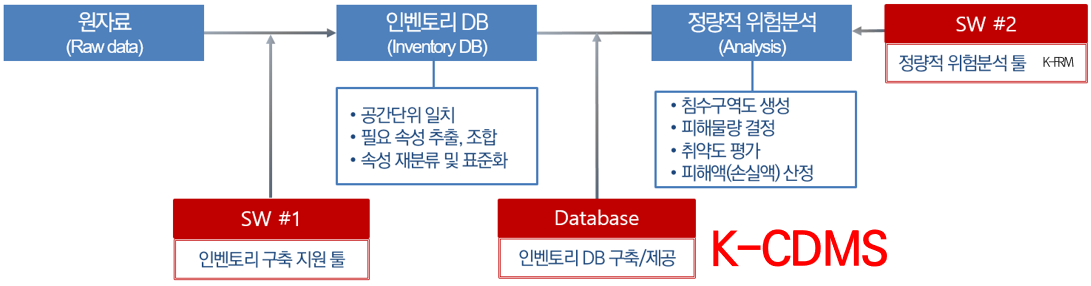 원자료
(Raw data)
인벤토리 DB
(Inventory DB)
정량적 위험분석
(Analysis)
SW #2
정량적 위험분석 툴 K-FRM
• 공간단위 일치
• 필요 속성 추출, 조합
• 속성 재분류 및 표준화
• 침수구역도 생성
• 피해물량 결정
• 취약도 평가
• 피해액(손실액) 산정
SW #1
인벤토리 구축 지원 툴
Database
인벤토리 DB 구축/제공
K-CDMS